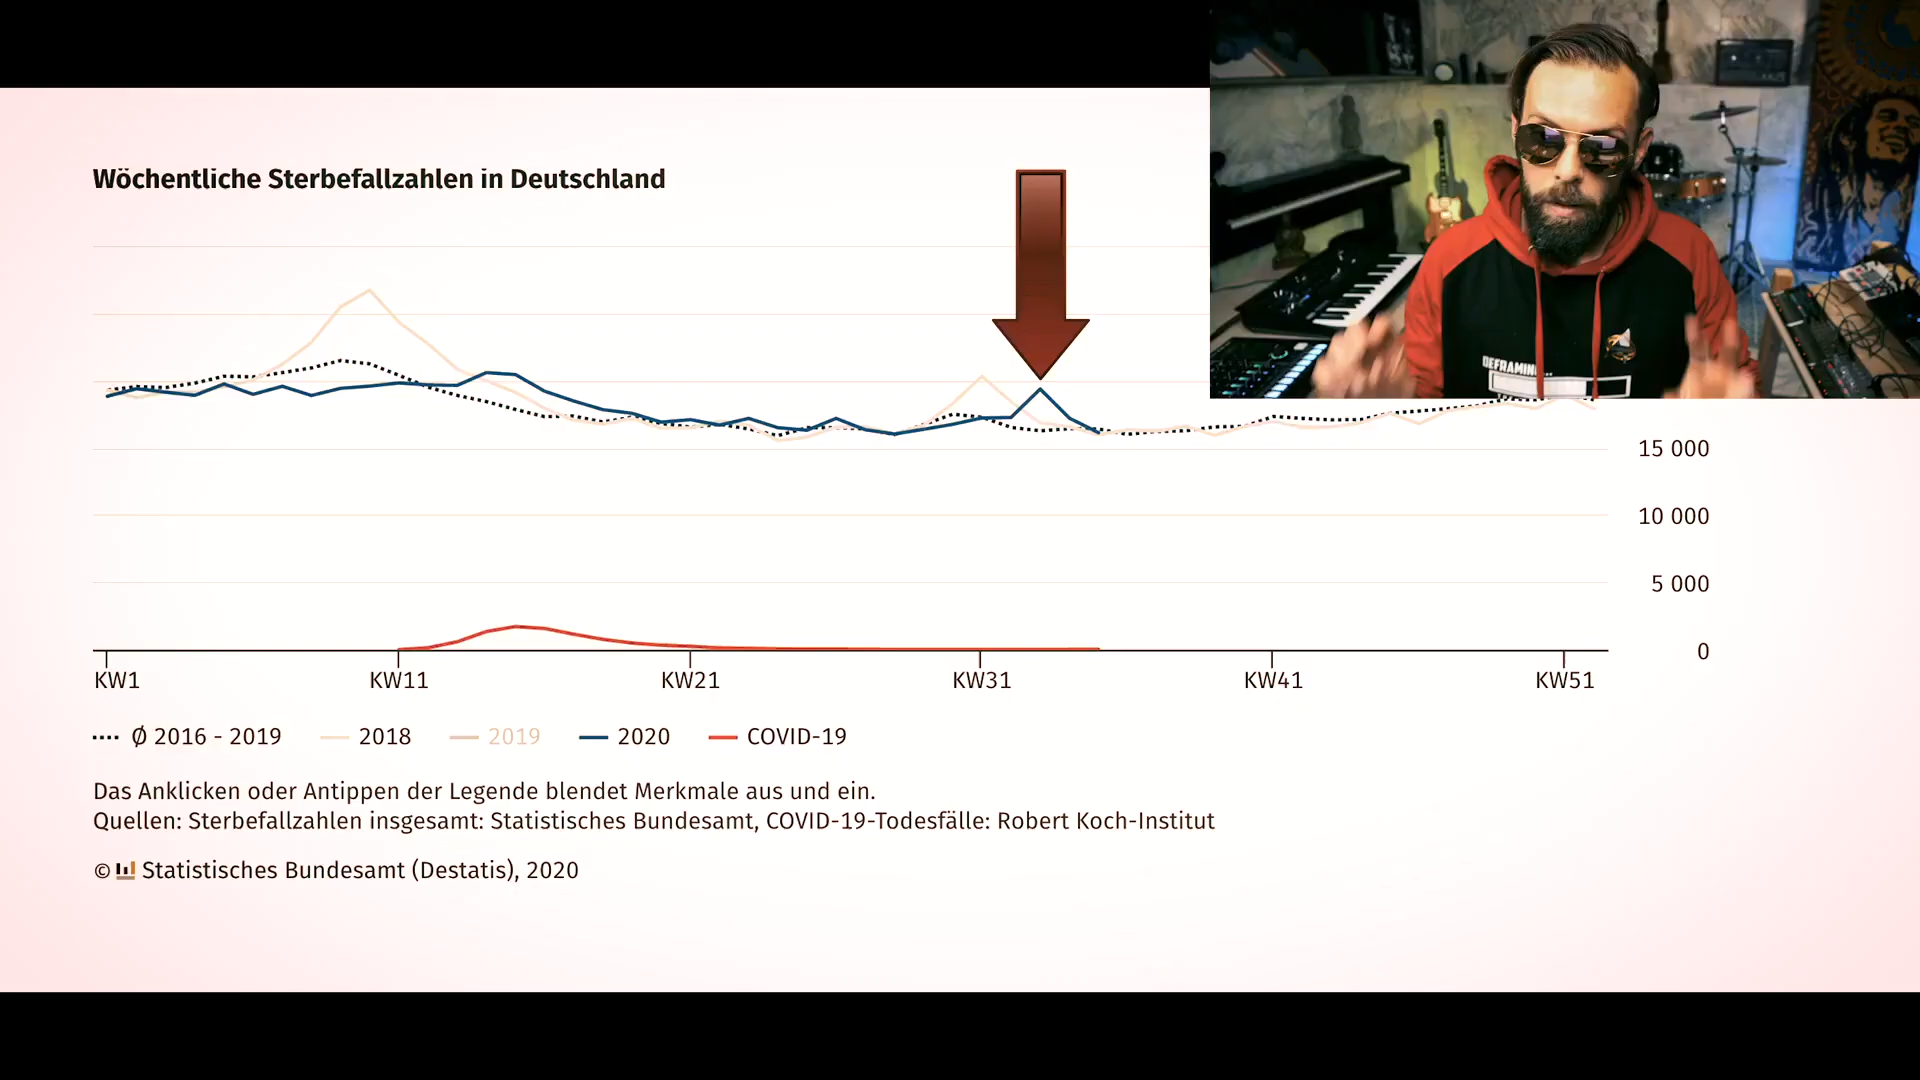 Wöchentliche Sterbefallzahlen in Deutschland
15 000
10 000
5 000
0
KW1 KW11 KW21 KW31 KW41 KW51
Ø 2016 - 2019 2018 2019 2020 COVID-19
Das Anklicken oder Antippen der Legende blendet Merkmale aus und ein.
Quellen: Sterbefallzahlen insgesamt: Statistisches Bundesamt, COVID-19-Todesfälle: Robert Koch-Institut
© Statistisches Bundesamt (Destatis), 2020